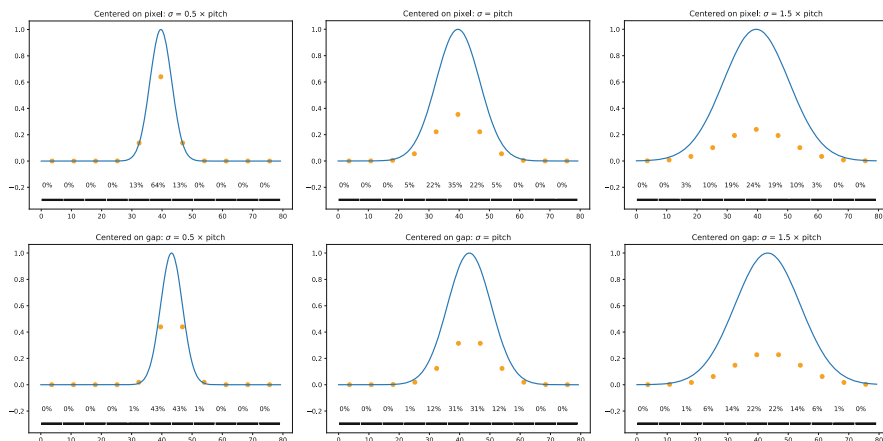 Centered on pixel: σ = 0.5 × pitch
1.0
0.8
0.6
0.4
0.2
0.0
−0.2
0% 0% 0% 0% 13% 64% 13% 0% 0% 0% 0%
0 10 20 30 40 50 60 70 80
Centered on pixel: σ = pitch
1.0
0.8
0.6
0.4
0.2
0.0
−0.2
0% 0% 0% 5% 22% 35% 22% 5% 0% 0% 0%
0 10 20 30 40 50 60 70 80
Centered on pixel: σ = 1.5 × pitch
1.0
0.8
0.6
0.4
0.2
0.0
−0.2
0% 0% 3% 10% 19% 24% 19% 10% 3% 0% 0%
0 10 20 30 40 50 60 70 80
Centered on gap: σ = 0.5 × pitch
1.0
0.8
0.6
0.4
0.2
0.0
−0.2
0% 0% 0% 0% 1% 43% 43% 1% 0% 0% 0%
0 10 20 30 40 50 60 70 80
Centered on gap: σ = pitch
1.0
0.8
0.6
0.4
0.2
0.0
−0.2
0% 0% 0% 1% 12% 31% 31% 12% 1% 0% 0%
0 10 20 30 40 50 60 70 80
Centered on gap: σ = 1.5 × pitch
1.0
0.8
0.6
0.4
0.2
0.0
−0.2
0% 0% 1% 6% 14% 22% 22% 14% 6% 1% 0%
0 10 20 30 40 50 60 70 80